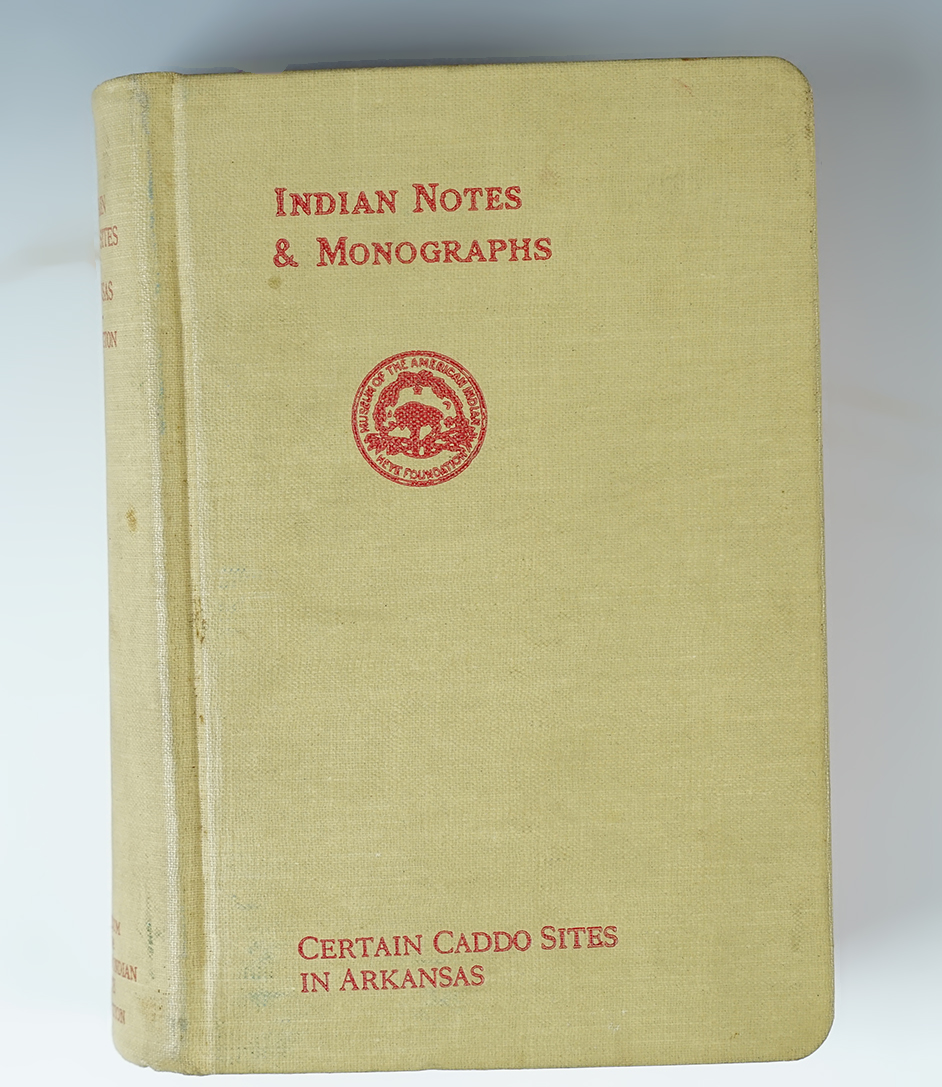 INDIAN NOTES
& MONOGRAPHS
MUSEUM OF THE AMERICAN INDIAN
HEYE FOUNDATION
CERTAIN CADDO SITES
IN ARKANSAS